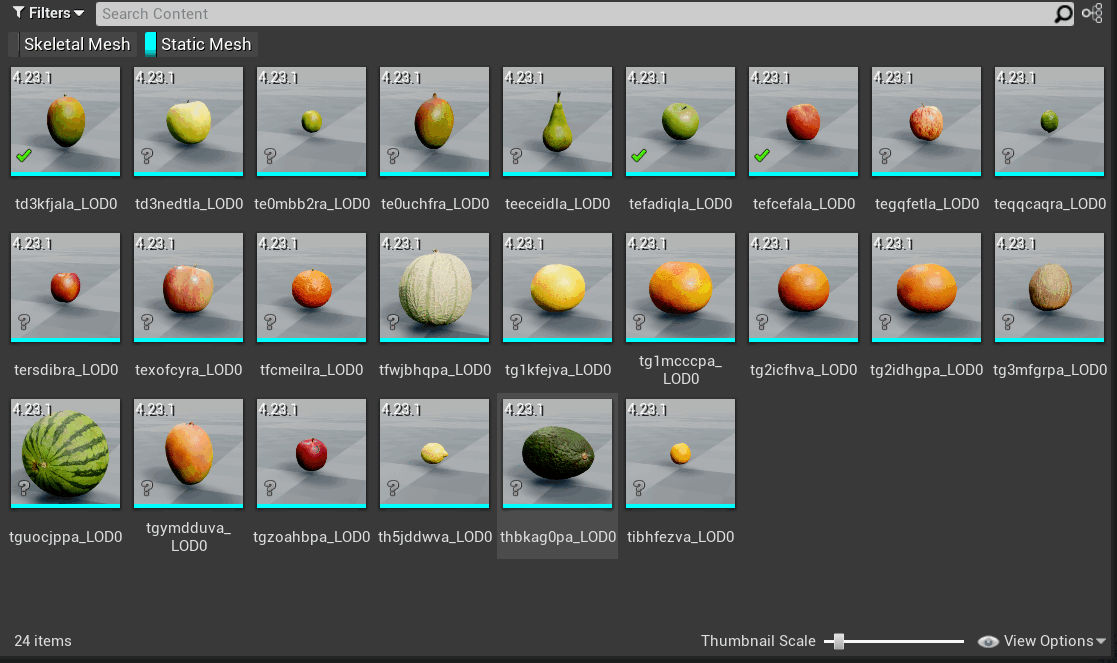 Filters
Search Content
Skeletal Mesh
Static Mesh
4.23.1 4.23.1 4.23.1 4.23.1 4.23.1 4.23.1 4.23.1 4.23.1 4.23.1
td3kfjala_LOD0 td3nedtla_LOD0 te0mbb2ra_LOD0 te0uchfra_LOD0 teeceidla_LOD0 tefadiqla_LOD0 tefcefala_LOD0 tegqfetla_LOD0 teqqcaqra_LOD0
4.23.1 4.23.1 4.23.1 4.23.1 4.23.1 4.23.1 4.23.1 4.23.1 4.23.1
tersdibra_LOD0 texofcyra_LOD0 tfcmeilra_LOD0 tfwjbhqpa_LOD0 tg1kfejva_LOD0 tg1mcccpa_
LOD0 tg2icfhva_LOD0 tg2idhgpa_LOD0 tg3mfgrpa_LOD0
4.23.1 4.23.1 4.23.1 4.23.1 4.23.1 4.23.1
tguocjppa_LOD0 tgymdduva_
LOD0 tgzoahbpa_LOD0 th5jddwva_LOD0 thbkag0pa_LOD0 tibhfezva_LOD0
24 items
Thumbnail Scale
View Options